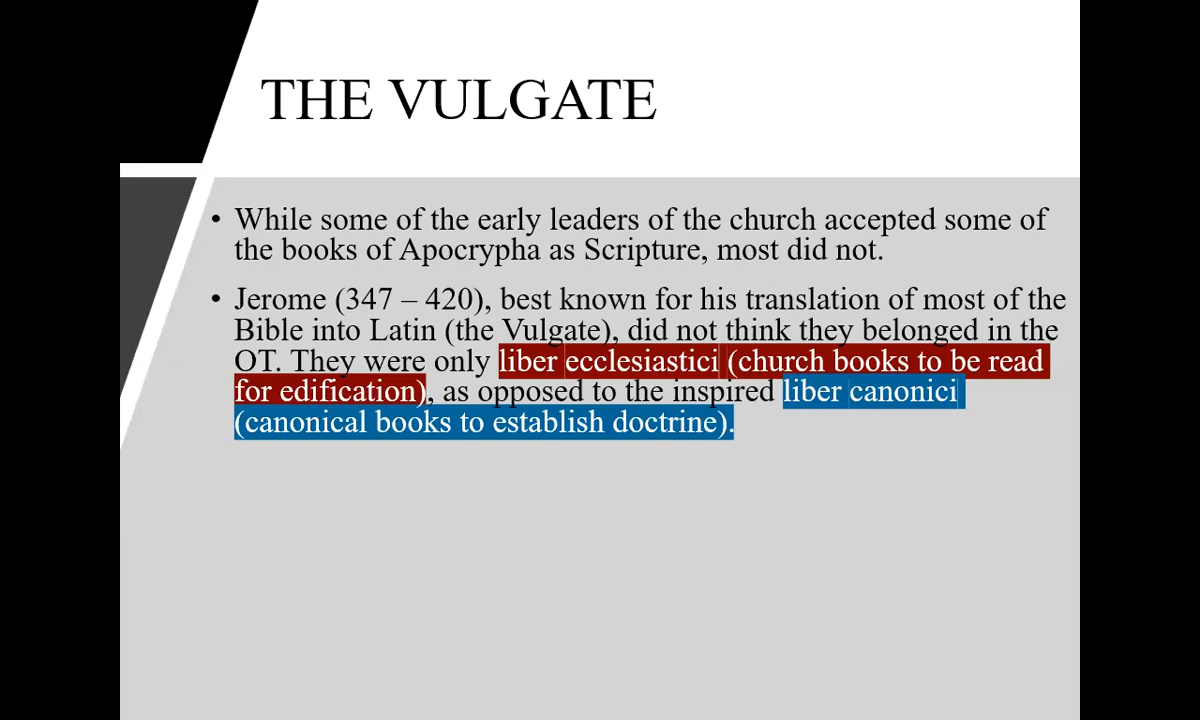 THE VULGATE
• While some of the early leaders of the church accepted some of
the books of Apocrypha as Scripture, most did not.
• Jerome (347 – 420), best known for his translation of most of the
Bible into Latin (the Vulgate), did not think they belonged in the
OT. They were only liber ecclesiastici (church books to be read
for edification), as opposed to the inspired liber canonici
(canonical books to establish doctrine).